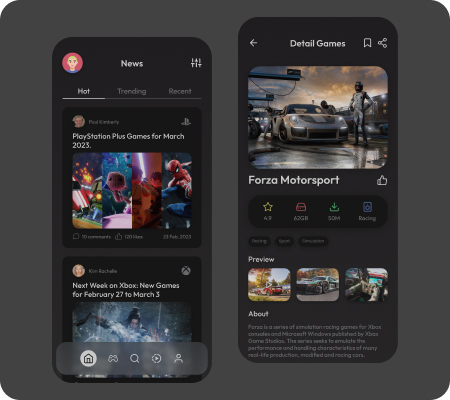 News
Hot Trending Recent
Paul Kimberly
PlayStation Plus Games for March
2023.
10 comments 120 likes 23 Feb, 2023
Kim Rachelle
Next Week on Xbox: New Games
for February 27 to March 3
Detail Games
Forza Motorsport
4.9 62GB 50M Racing
Racing Sport Simulation
Preview
About
Forza is a series of simulation racing games for Xbox
consoles and Microsoft Windows published by Xbox
Game Studios. The series seeks to emulate the
performance and handling characteristics of many
real-life production, modified and racing cars.